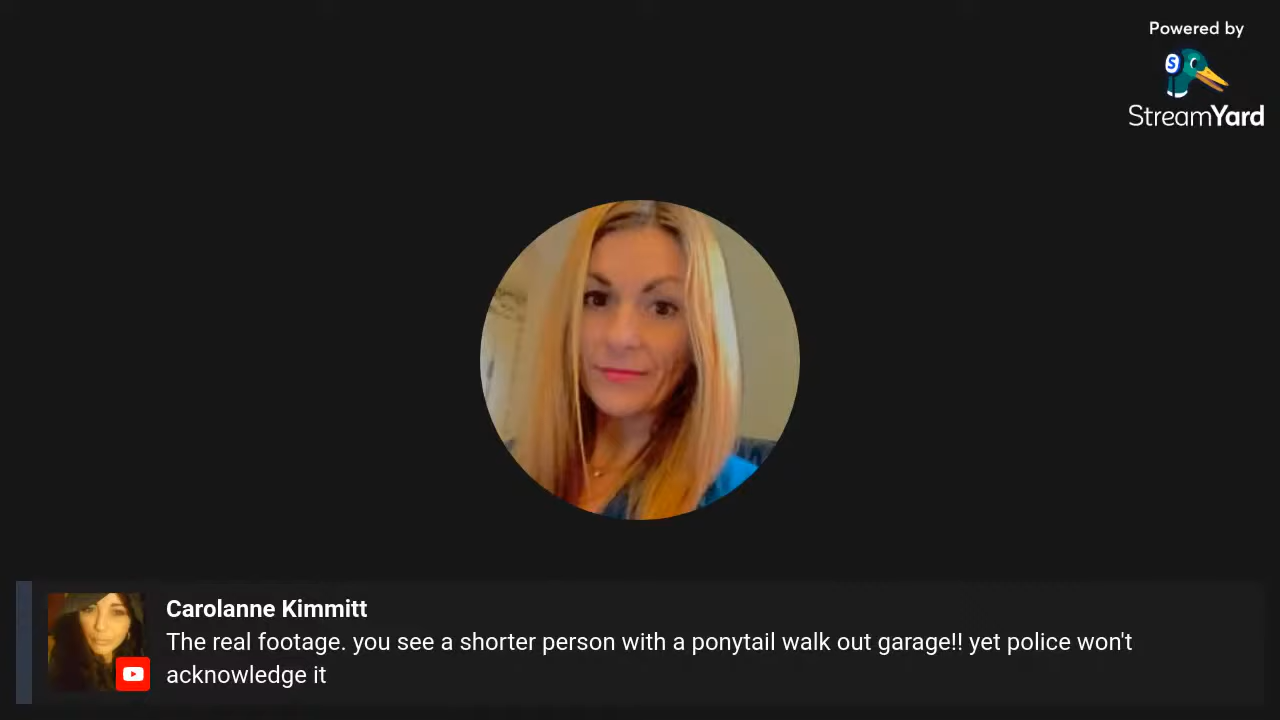 Powered by
S
StreamYard
Carolanne Kimmitt
The real footage. you see a shorter person with a ponytail walk out garage!! yet police won't
acknowledge it